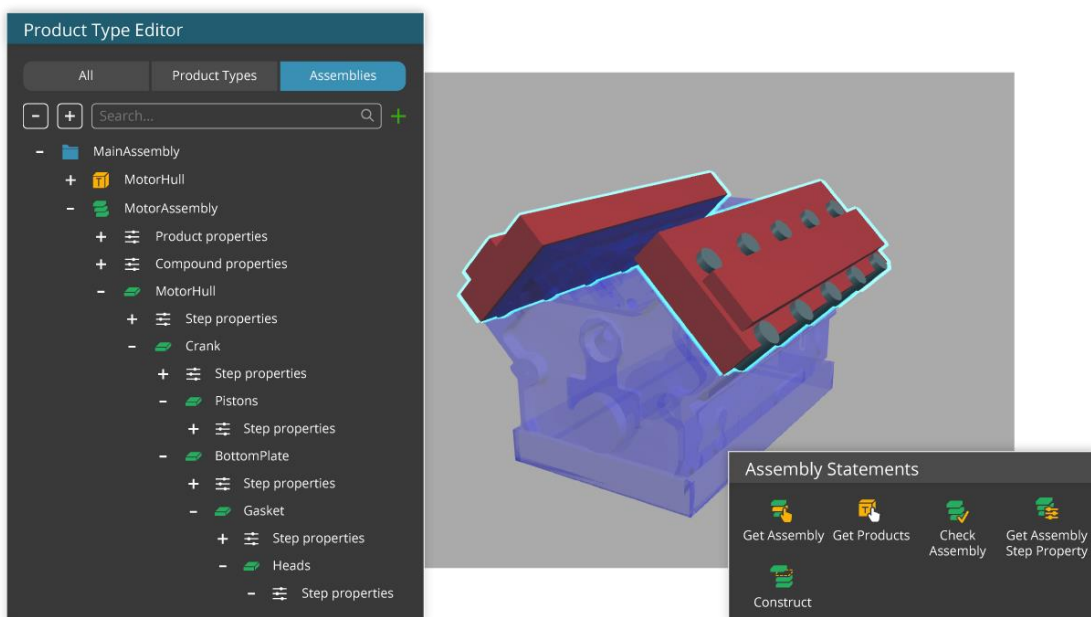 Product Type Editor
All Product Types Assemblies
Search...
MainAssembly
MotorHull
MotorAssembly
Product properties
Compound properties
MotorHull
Step properties
Crank
Step properties
Pistons
Step properties
BottomPlate
Step properties
Gasket
Step properties
Heads
Step properties
Assembly Statements
Get Assembly Get Products Check Get Assembly
Assembly Step Property
Construct